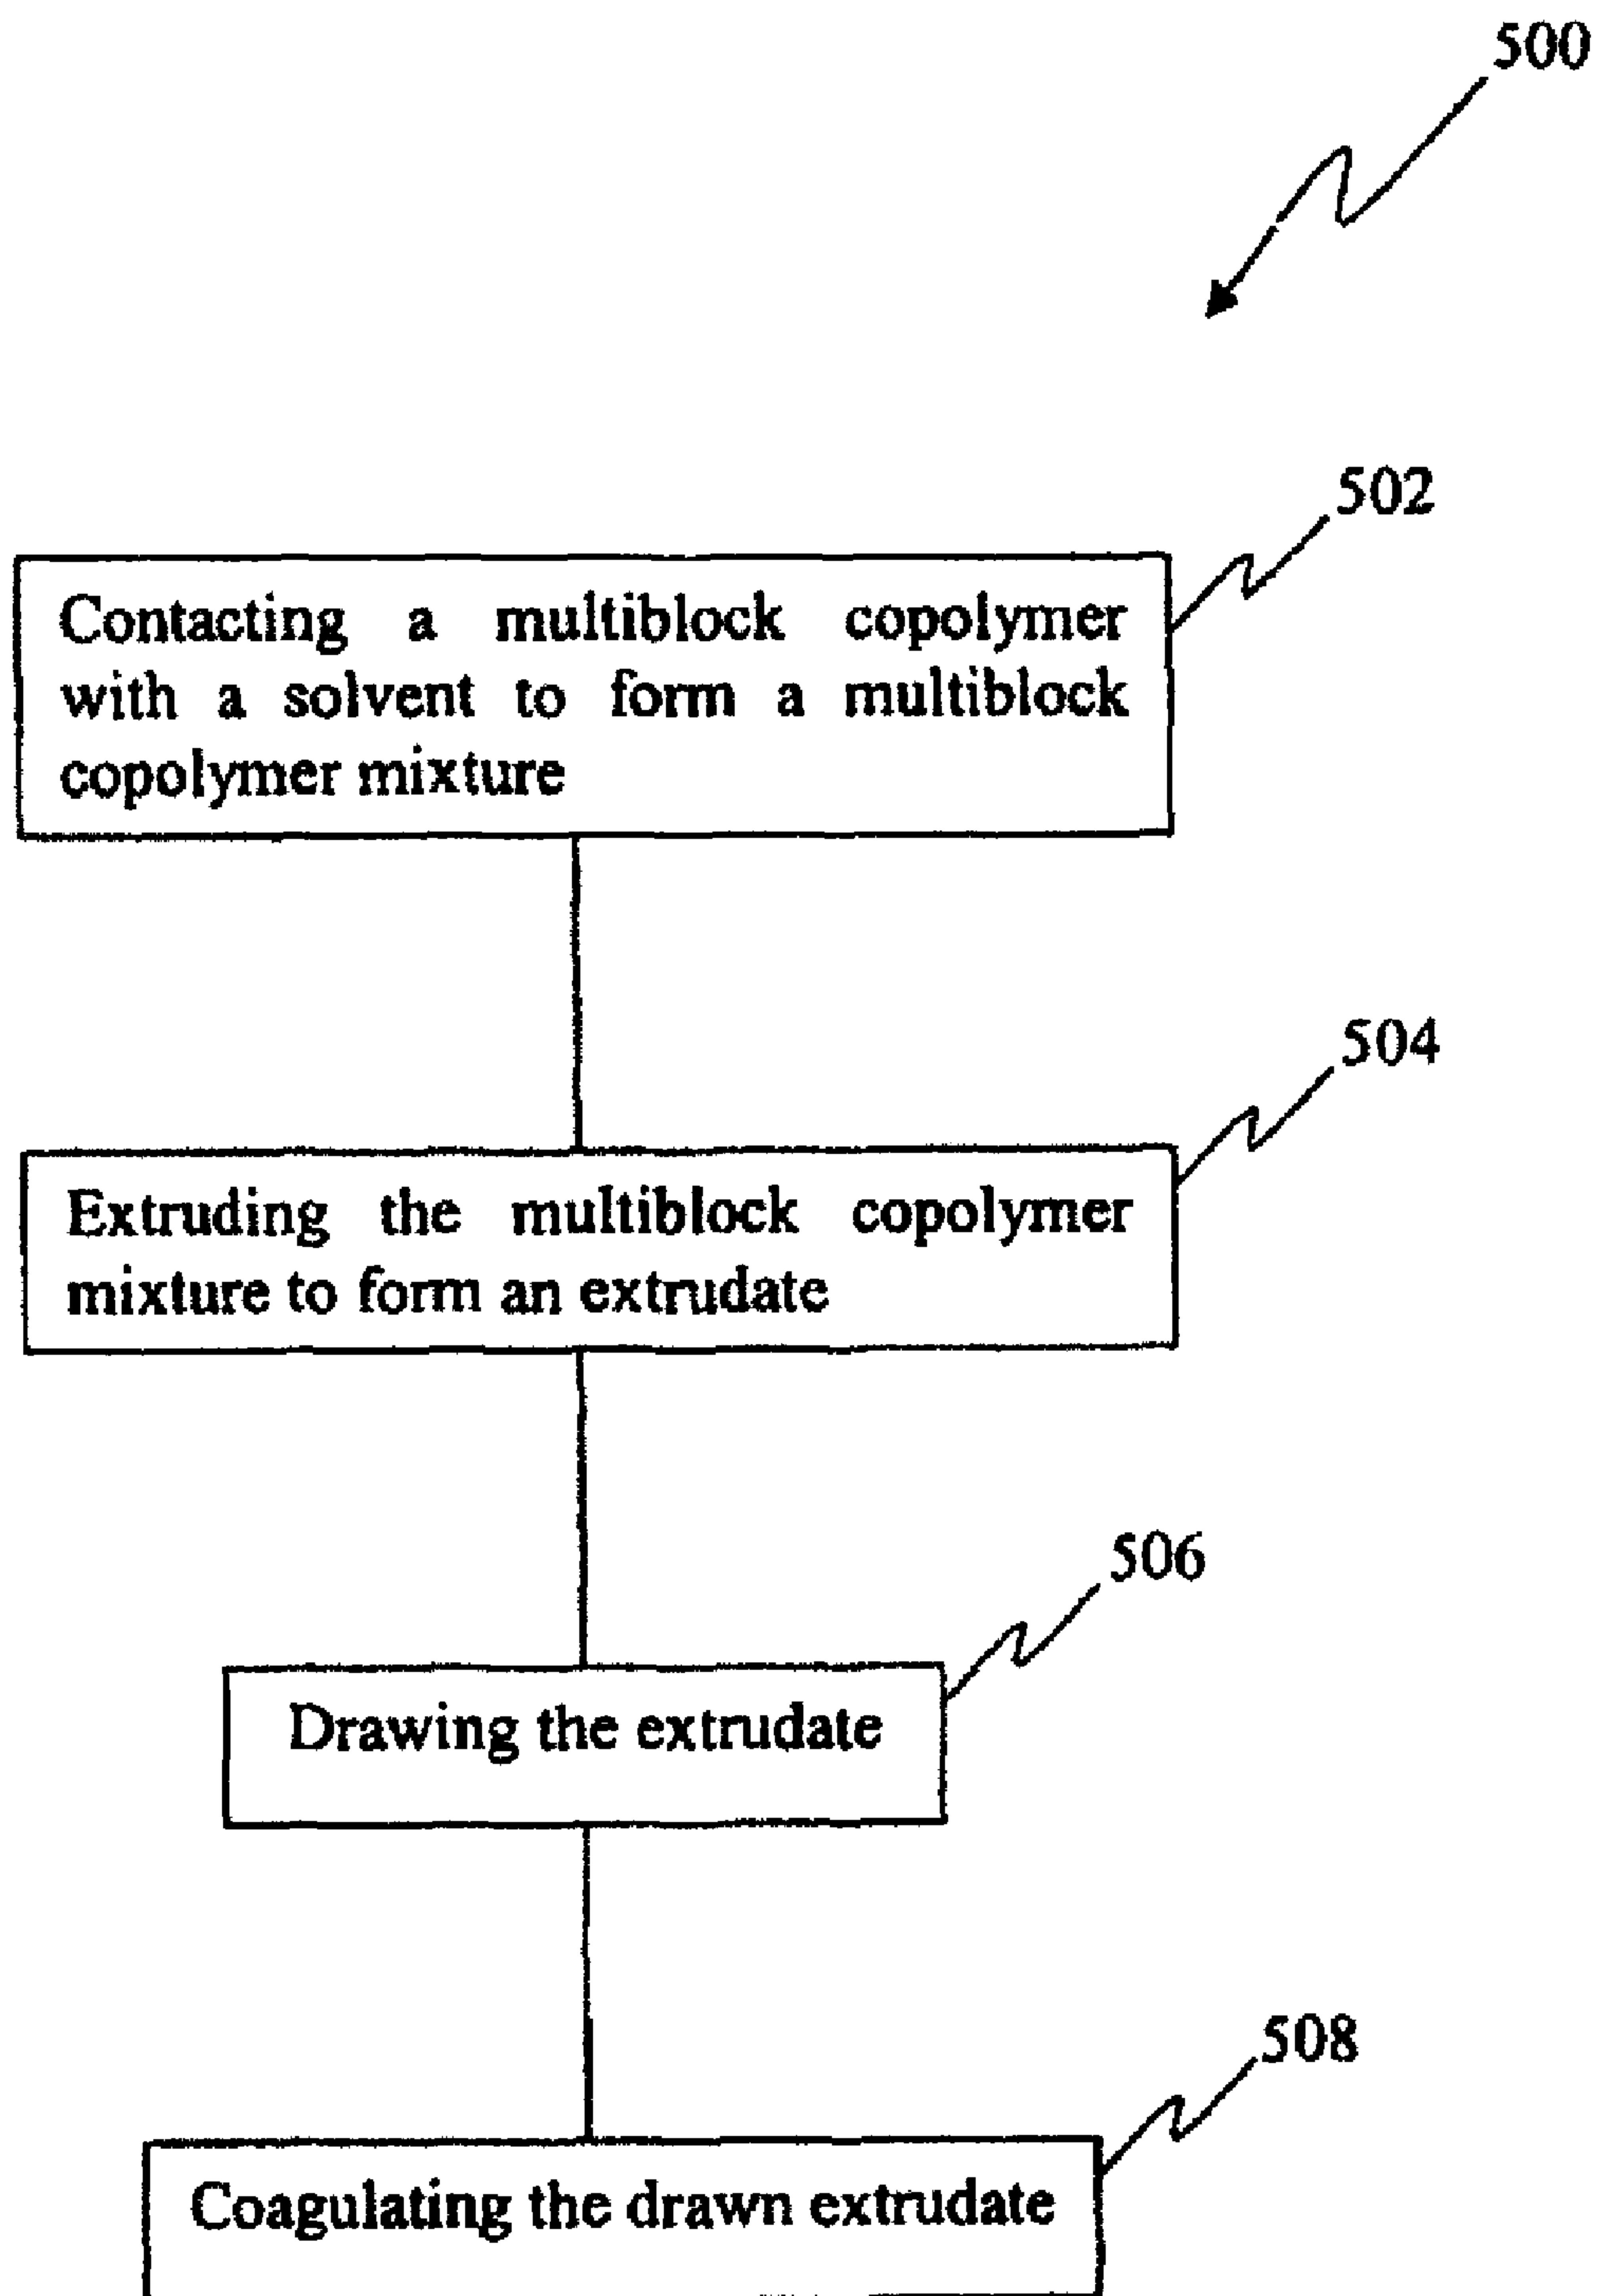 500
502
Contacting a multiblock copolymer
with a solvent to form a multiblock
copolymer mixture
504
Extruding the multiblock copolymer
mixture to form an extrudate
506
Drawing the extrudate
508
Coagulating the drawn extrudate